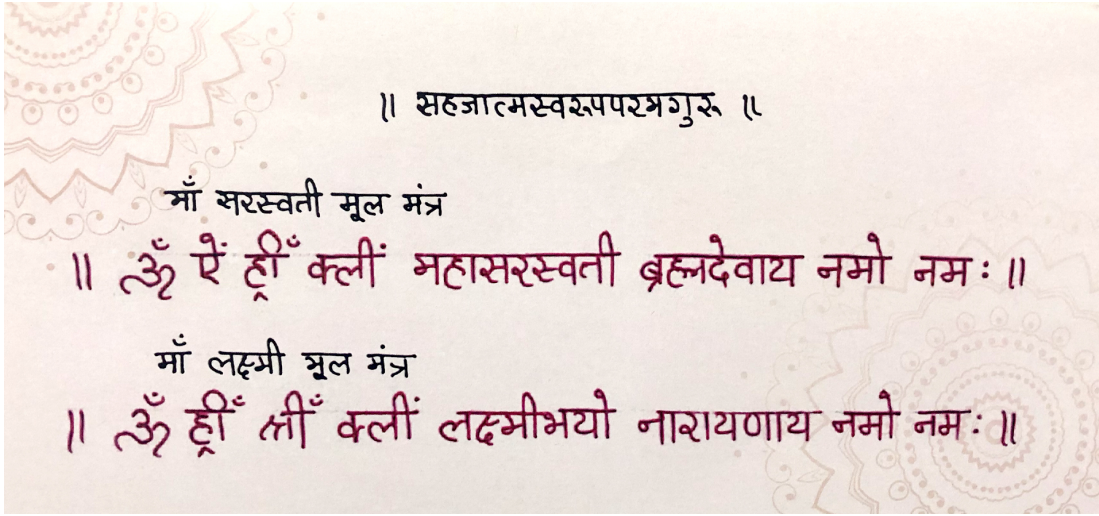 ॥ सहजात्मस्वरूपपरमगुरू ॥
माँ सरस्वती मूल मंत्र
॥ ॐ ऐं ह्रीँ क्लीं महासरस्वती ब्रह्मदेवाय नमो नमः ॥
माँ लक्ष्मी मूल मंत्र
॥ ॐ ह्रीँ श्रीँ क्लीं लक्ष्मीभयो नारायणाय नमो नमः ॥